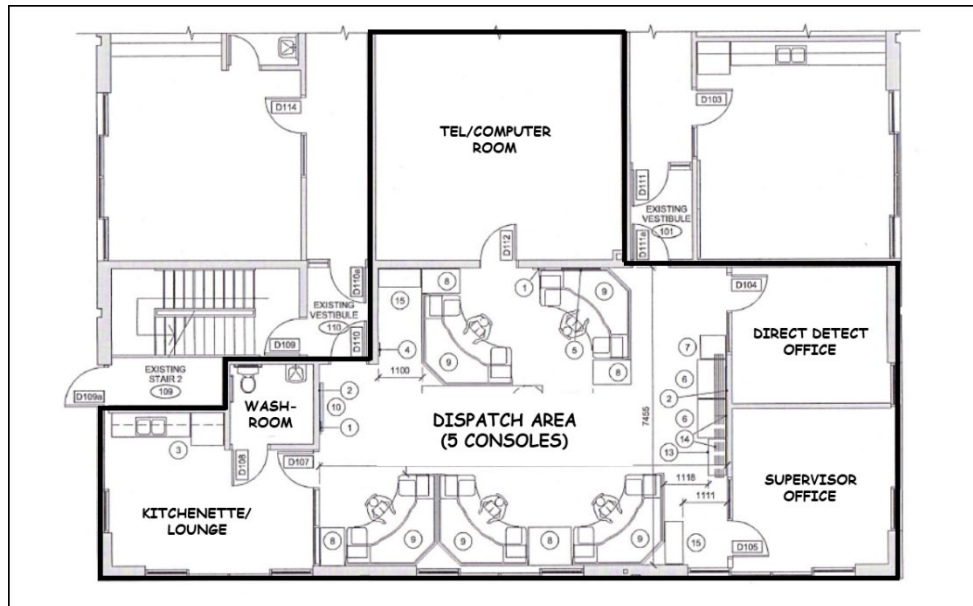 D114
TEL/COMPUTER
ROOM
D103
D111
EXISTING
VESTIBULE
101
D111a
D112
D110a
EXISTING
VESTIBULE
110
D110
D109
8
15
1
9
D104
DIRECT DETECT
OFFICE
4
9
5
8
7
EXISTING
STAIR 2
109
D109a
1100
6
2
WASH-
ROOM
2
10
1
DISPATCH AREA
(5 CONSOLES)
7455
6
14
13
3
D108
D107
KITCHENETTE/
LOUNGE
1118
1111
SUPERVISOR
OFFICE
8
9
9
8
9
15
D105